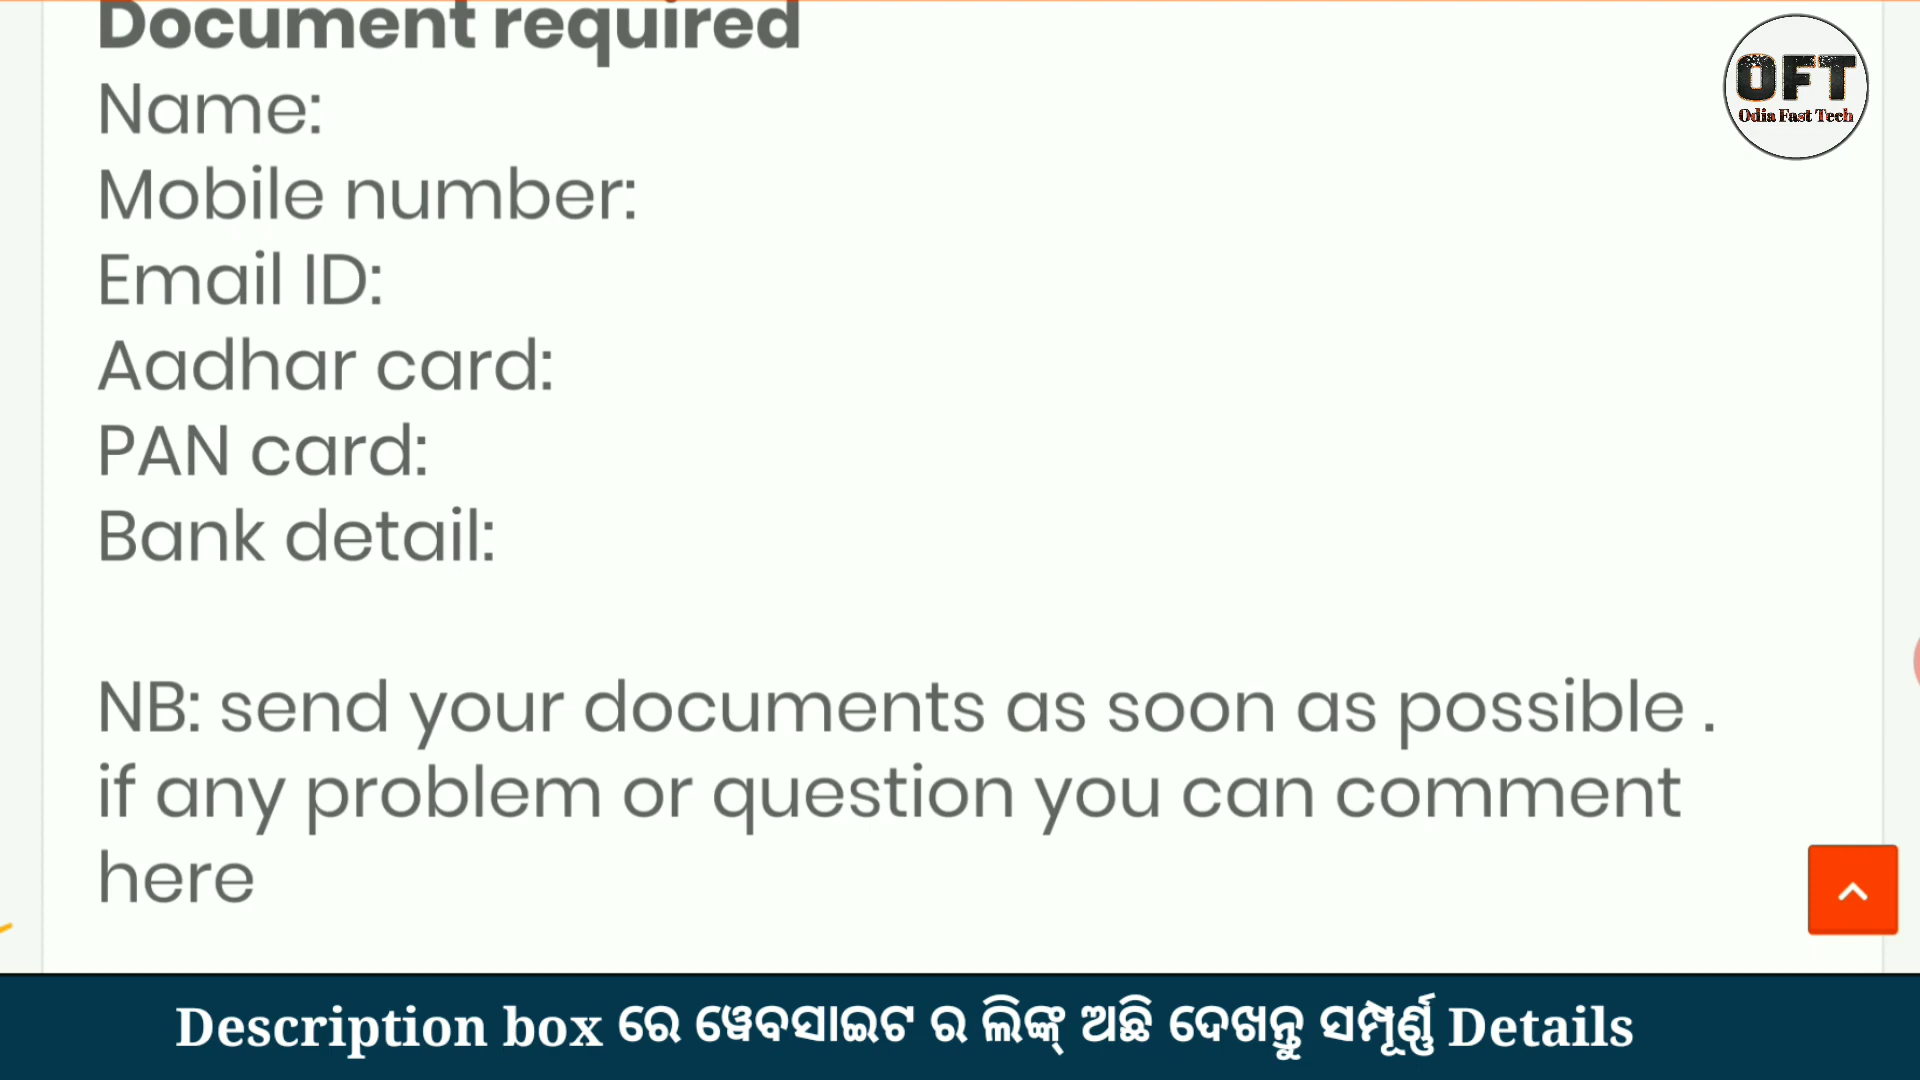 Document required
OFT
Odia Fast Tech
Name:
Mobile number:
Email ID:
Aadhar card:
PAN card:
Bank detail:
NB: send your documents as soon as possible .
if any problem or question you can comment
here
Description box ରେ ୱେବସାଇଟ ର ଲିଙ୍କ୍ ଅଛି ଦେଖନ୍ତୁ ସମ୍ପୂର୍ଣ୍ଣ Details